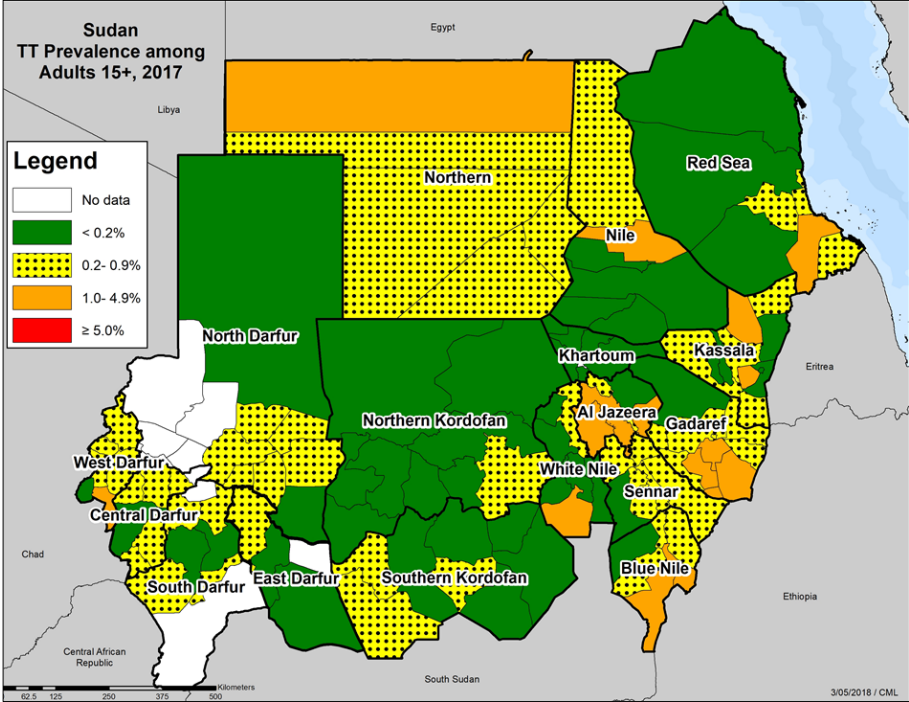 Sudan
TT Prevalence among
Adults 15+, 2017
Egypt
Libya
Legend
No data
< 0.2%
0.2- 0.9%
1.0- 4.9%
≥ 5.0%
Northern
Red Sea
Nile
North Darfur
Khartoum
Kassala
Eritrea
Northern Kordofan
Al Jazeera
Gadaref
West Darfur
White Nile
Sennar
Central Darfur
Chad
South Darfur
East Darfur
Southern Kordofan
Blue Nile
Ethiopia
Central African
Republic
South Sudan
Kilometers
62.5 125 250 375 500
3/05/2018 / CML